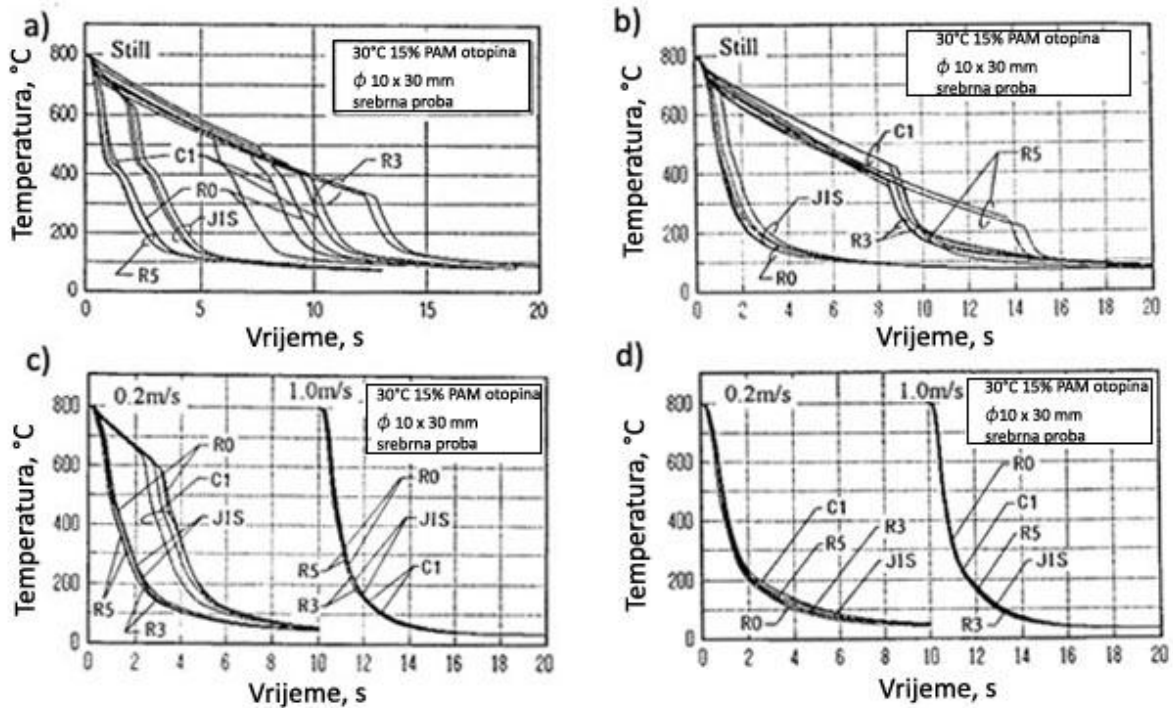 a)
Temperatura, °C
800
600
400
200
0
Still
30°C 15% PAM otopina
ϕ 10 x 30 mm
srebrna proba
C1
R3
R0
JIS
R5
0
5
10
15
20
Vrijeme, s
b)
Temperatura, °C
800
600
400
200
0
Still
30°C 15% PAM otopina
ϕ 10 x 30 mm
srebrna proba
C1
R5
JIS
R3
R0
0 2 4 6 8 10 12 14 16 18 20
Vrijeme, s
c)
Temperatura, °C
800
600
400
200
0
0.2m/s
1.0m/s
30°C 15% PAM otopina
ϕ 10 x 30 mm
srebrna proba
R0
C1
JIS
R5
R3
R0
JIS
R5
C1
R3
0 2 4 6 8 10 12 14 16 18 20
Vrijeme, s
d)
Temperatura, °C
800
600
400
200
0
0.2m/s
1.0m/s
30°C 15% PAM otopina
ϕ10 x 30 mm
srebrna proba
C1
R3
R5
JIS
R0
R0
C1
R5
JIS
R3
0 2 4 6 8 10 12 14 16 18 20
Vrijeme, s